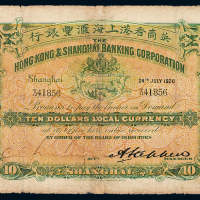 行銀理滙海上港香商英
THE
HONG KONG & SHANGHAI BANKING CORPORATION
Shanghai 24TH JULY 1920
341856 341856
Promises to pay the Bearer on Demand
TEN DOLLARS LOCAL CURRENCY
BY ORDER OF THE BOARD OF DIRECTORS
10 SHANGHAI 10